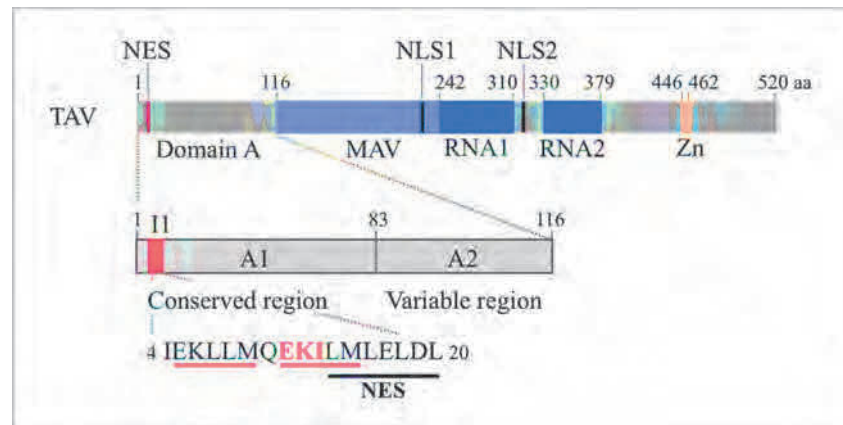 NES NLS1 NLS2
1 116 242 310 330 379 446 462 520 aa
TAV
Domain A MAV RNA1 RNA2 Zn
1 I1 83 116
A1 A2
Conserved region Variable region
4 IEKLLMQEKILMLELDL 20
NES